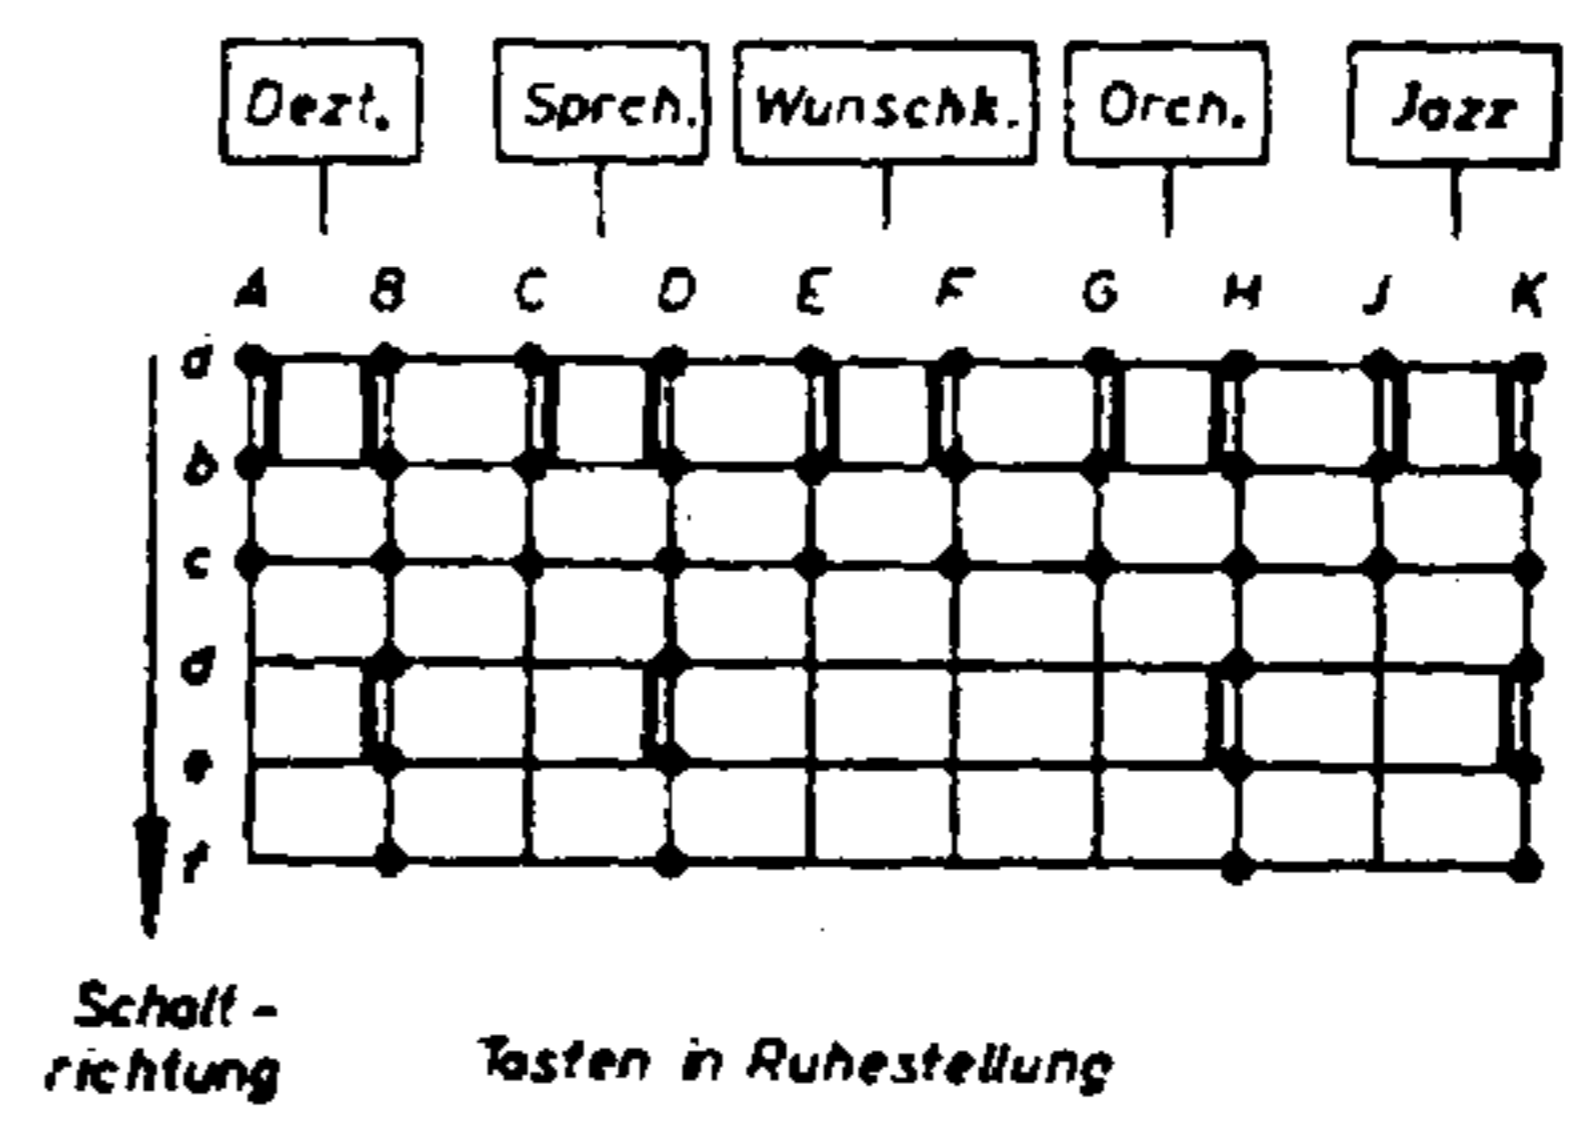 Dezt. Sprch. Wunschk. Orch. Jazz
A B C D E F G H J K
a
b
c
d
e
f
Schalt-
richtung
Tasten in Ruhestellung